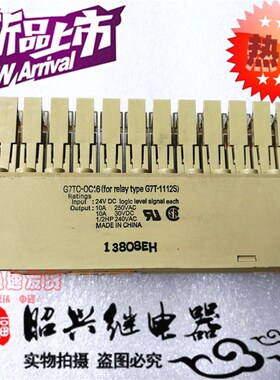 新品上市
NEW Arrival
G7TC-OC16 (for relay type G7T-1112S)
Ratings
Input : 24V DC logic level signal each
Output : 10A 250VAC
10A 30VDC
1/2HP 240VAC
MADE IN CHINA
13808EH
昭兴继电器
实物拍摄 盗图必究